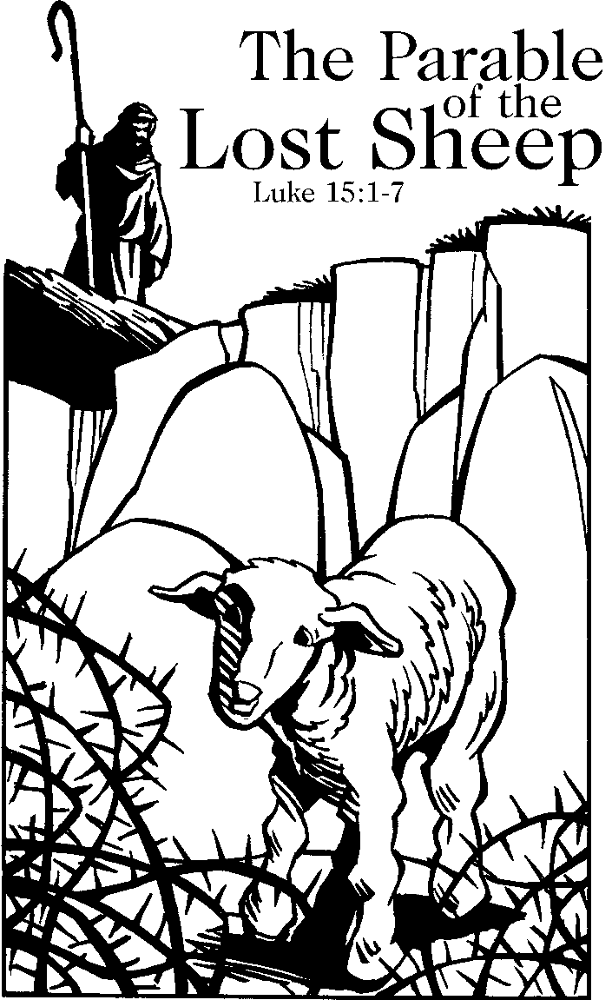 The Parable
of the
Lost Sheep
Luke 15:1-7